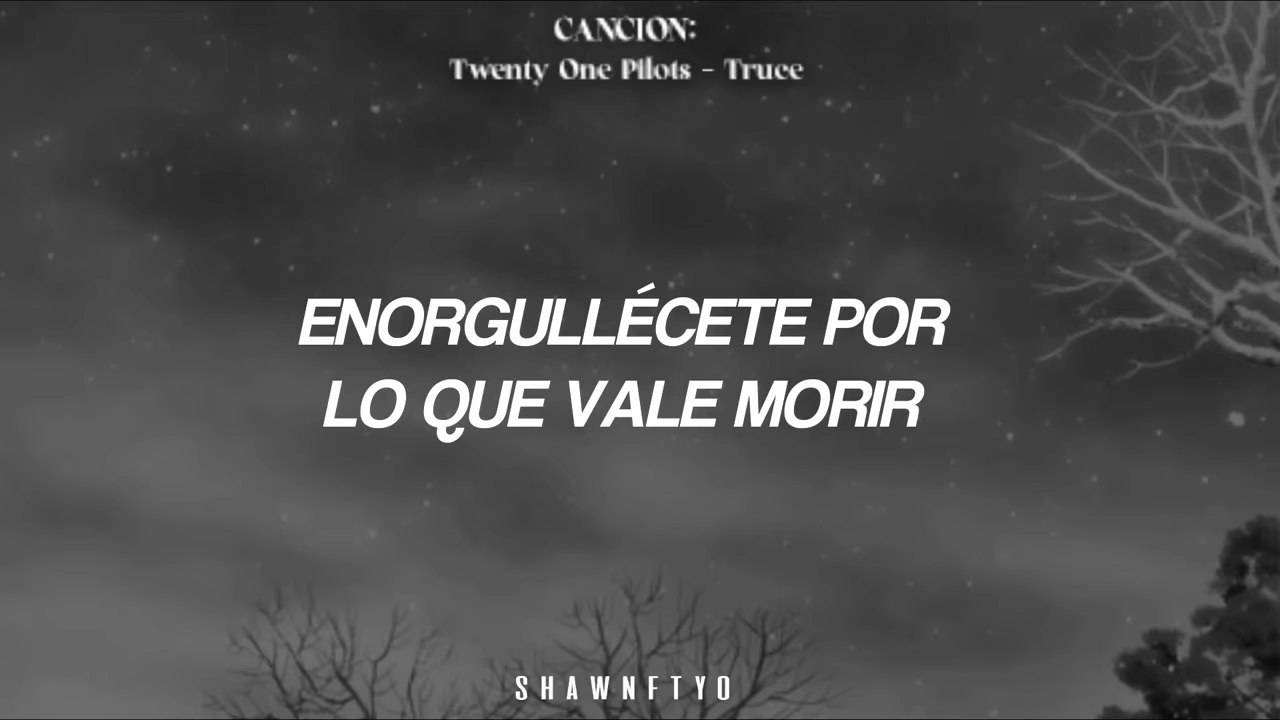 CANCION:
Twenty One Pilots - Truce
ENORGULLÉCETE POR
LO QUE VALE MORIR
SHAWNFTYO